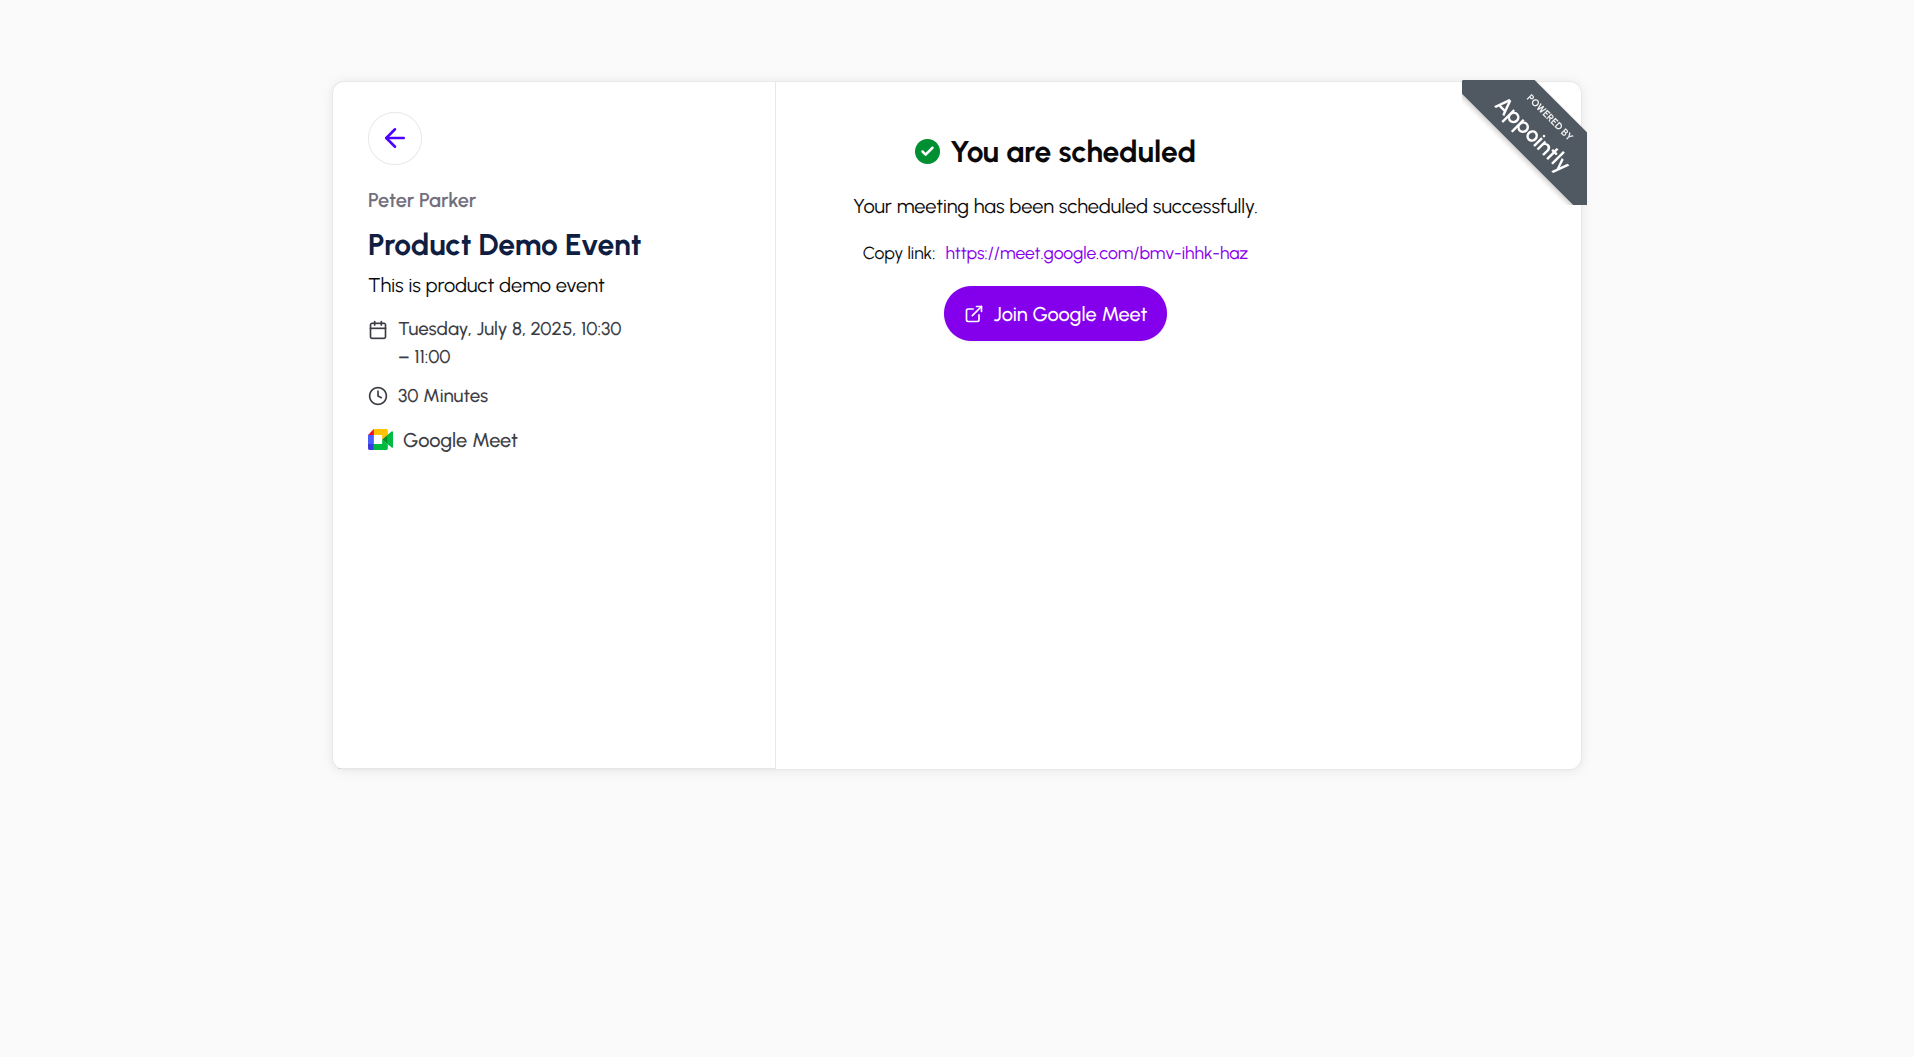 Peter Parker
Product Demo Event
This is product demo event
Tuesday, July 8, 2025, 10:30
– 11:00
30 Minutes
Google Meet
You are scheduled
Your meeting has been scheduled successfully.
Copy link: https://meet.google.com/bmv-ihhk-haz
Join Google Meet
POWERED BY
Appointly